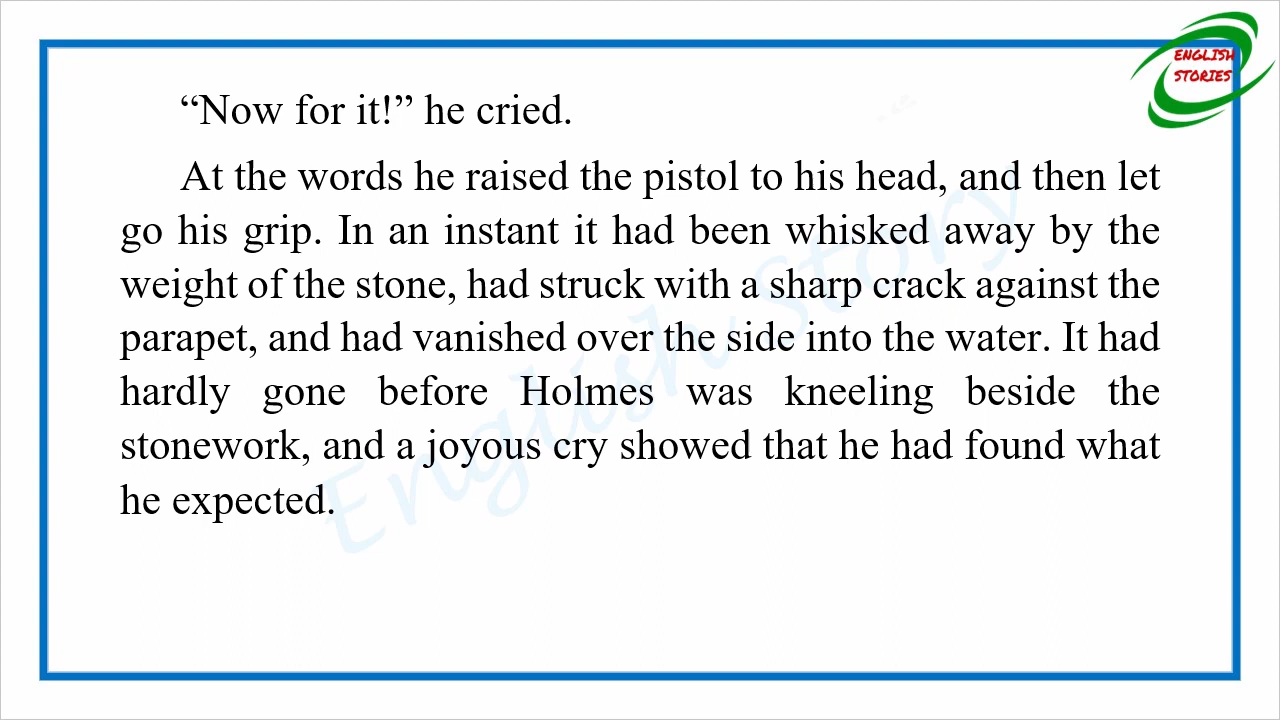 ENGLISH
STORIES
“Now for it!” he cried.
At the words he raised the pistol to his head, and then let
go his grip. In an instant it had been whisked away by the
weight of the stone, had struck with a sharp crack against the
parapet, and had vanished over the side into the water. It had
hardly gone before Holmes was kneeling beside the
stonework, and a joyous cry showed that he had found what
he expected.
English Story